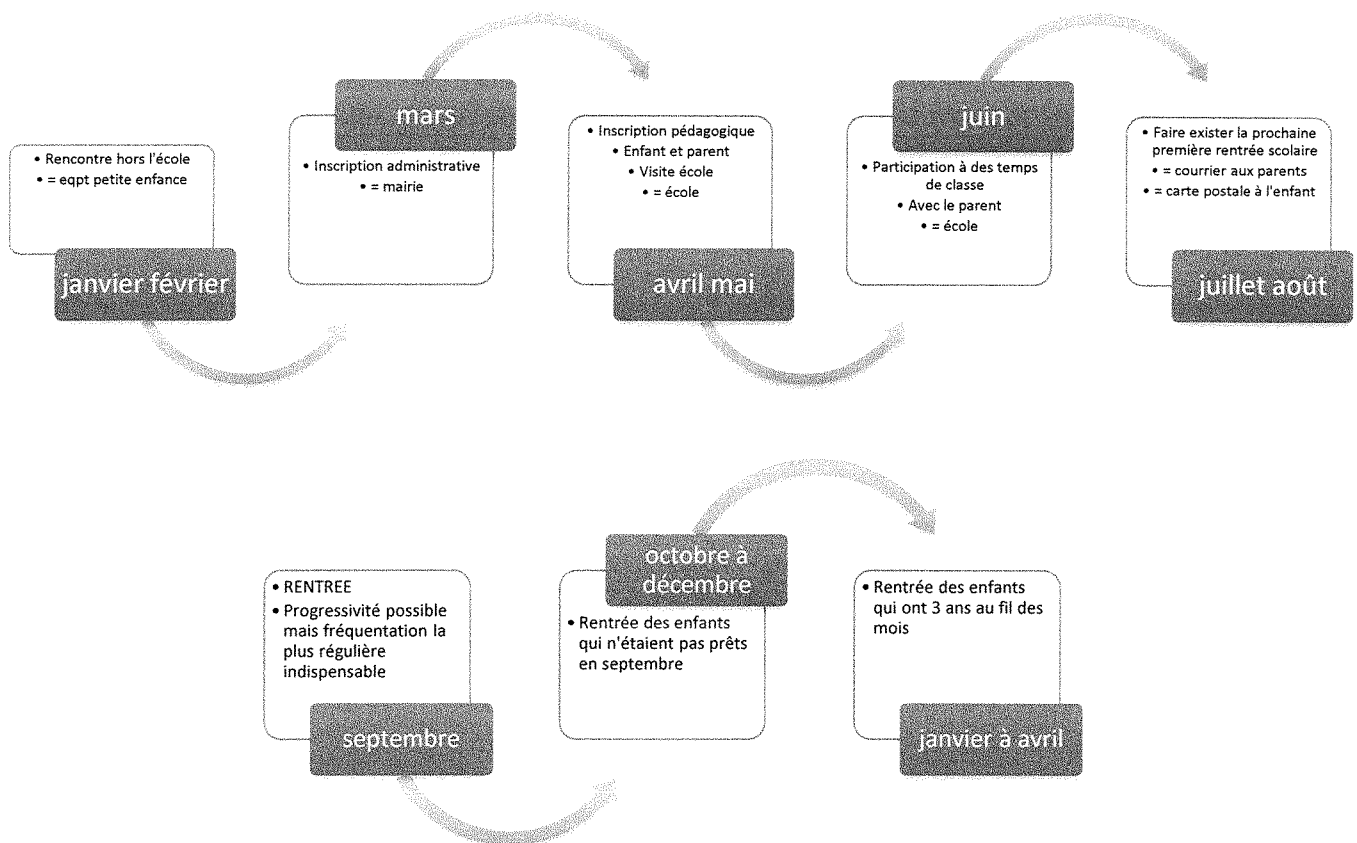 janvier février
• Rencontre hors l'école
• = eqpt petite enfance
mars
• Inscription administrative
• = mairie
avril mai
• Inscription pédagogique
• Enfant et parent
• Visite école
• = école
juin
• Participation à des temps
de classe
• Avec le parent
• = école
juillet août
• Faire exister la prochaine
première rentrée scolaire
• = courrier aux parents
• = carte postale à l'enfant
septembre
• RENTREE
• Progressivité possible
mais fréquentation la
plus régulière
indispensable
octobre à
décembre
• Rentrée des enfants
qui n'étaient pas prêts
en septembre
janvier à avril
• Rentrée des enfants
qui ont 3 ans au fil des
mois